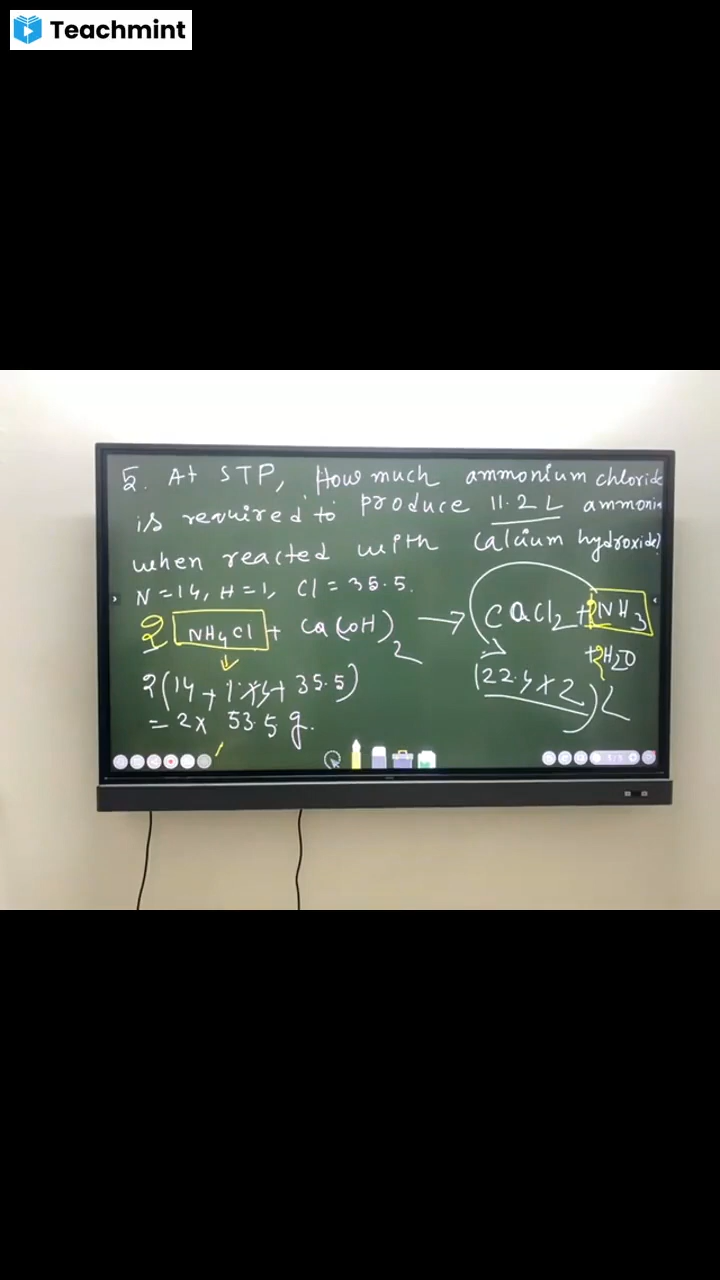 Teachmint
5. At STP, How much ammonium chloride
is required to produce 11.2 L ammonia
when reacted with calcium hydroxide?
N = 14, H = 1, Cl = 35.5.
2 NH4Cl + Ca(OH)2 → CaCl2 + 2NH3
+ 2H2O
2(14 + 1×4 + 35.5)
(22.4 × 2) L
= 2 × 53.5 g.